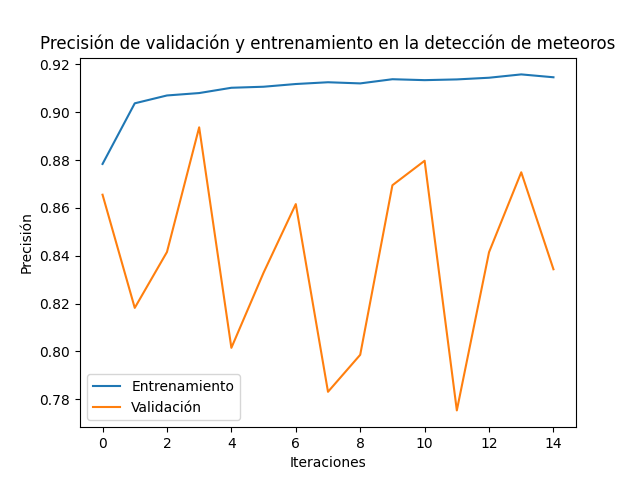 Precisión de validación y entrenamiento en la detección de meteoros
0.92
0.90
0.88
0.86
0.84
0.82
0.80
0.78
Precisión
Entrenamiento
Validación
0 2 4 6 8 10 12 14
Iteraciones